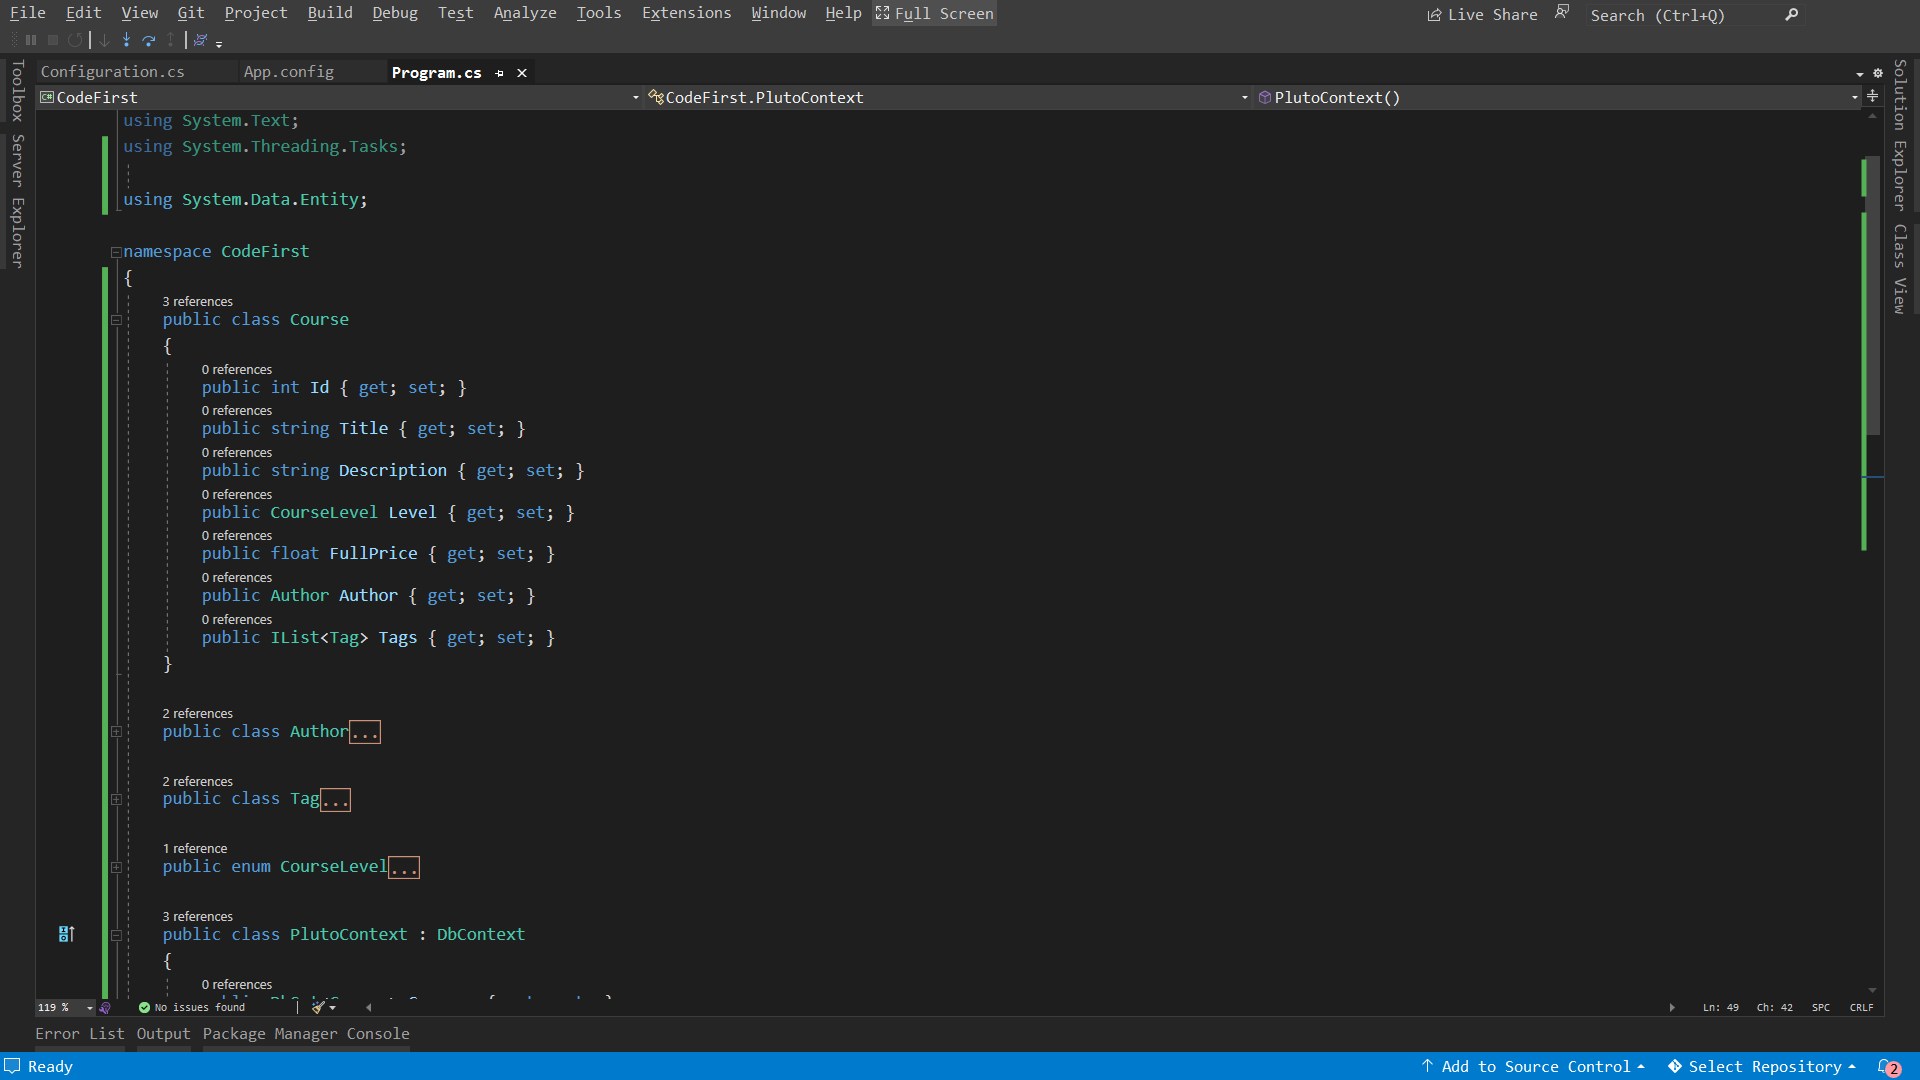 File Edit View Git Project Build Debug Test Analyze Tools Extensions Window Help Full Screen
Live Share Search (Ctrl+Q)
Toolbox
Server Explorer
Configuration.cs App.config Program.cs
CodeFirst CodeFirst.PlutoContext PlutoContext()
using System.Text;
using System.Threading.Tasks;
using System.Data.Entity;
namespace CodeFirst
{
3 references
public class Course
{
0 references
public int Id { get; set; }
0 references
public string Title { get; set; }
0 references
public string Description { get; set; }
0 references
public CourseLevel Level { get; set; }
0 references
public float FullPrice { get; set; }
0 references
public Author Author { get; set; }
0 references
public IList<Tag> Tags { get; set; }
}
2 references
public class Author...
2 references
public class Tag...
1 reference
public enum CourseLevel...
3 references
public class PlutoContext : DbContext
{
0 references
Solution Explorer
Class View
119 % No issues found Ln: 49 Ch: 42 SPC CRLF
Error List Output Package Manager Console
Ready Add to Source Control Select Repository 2